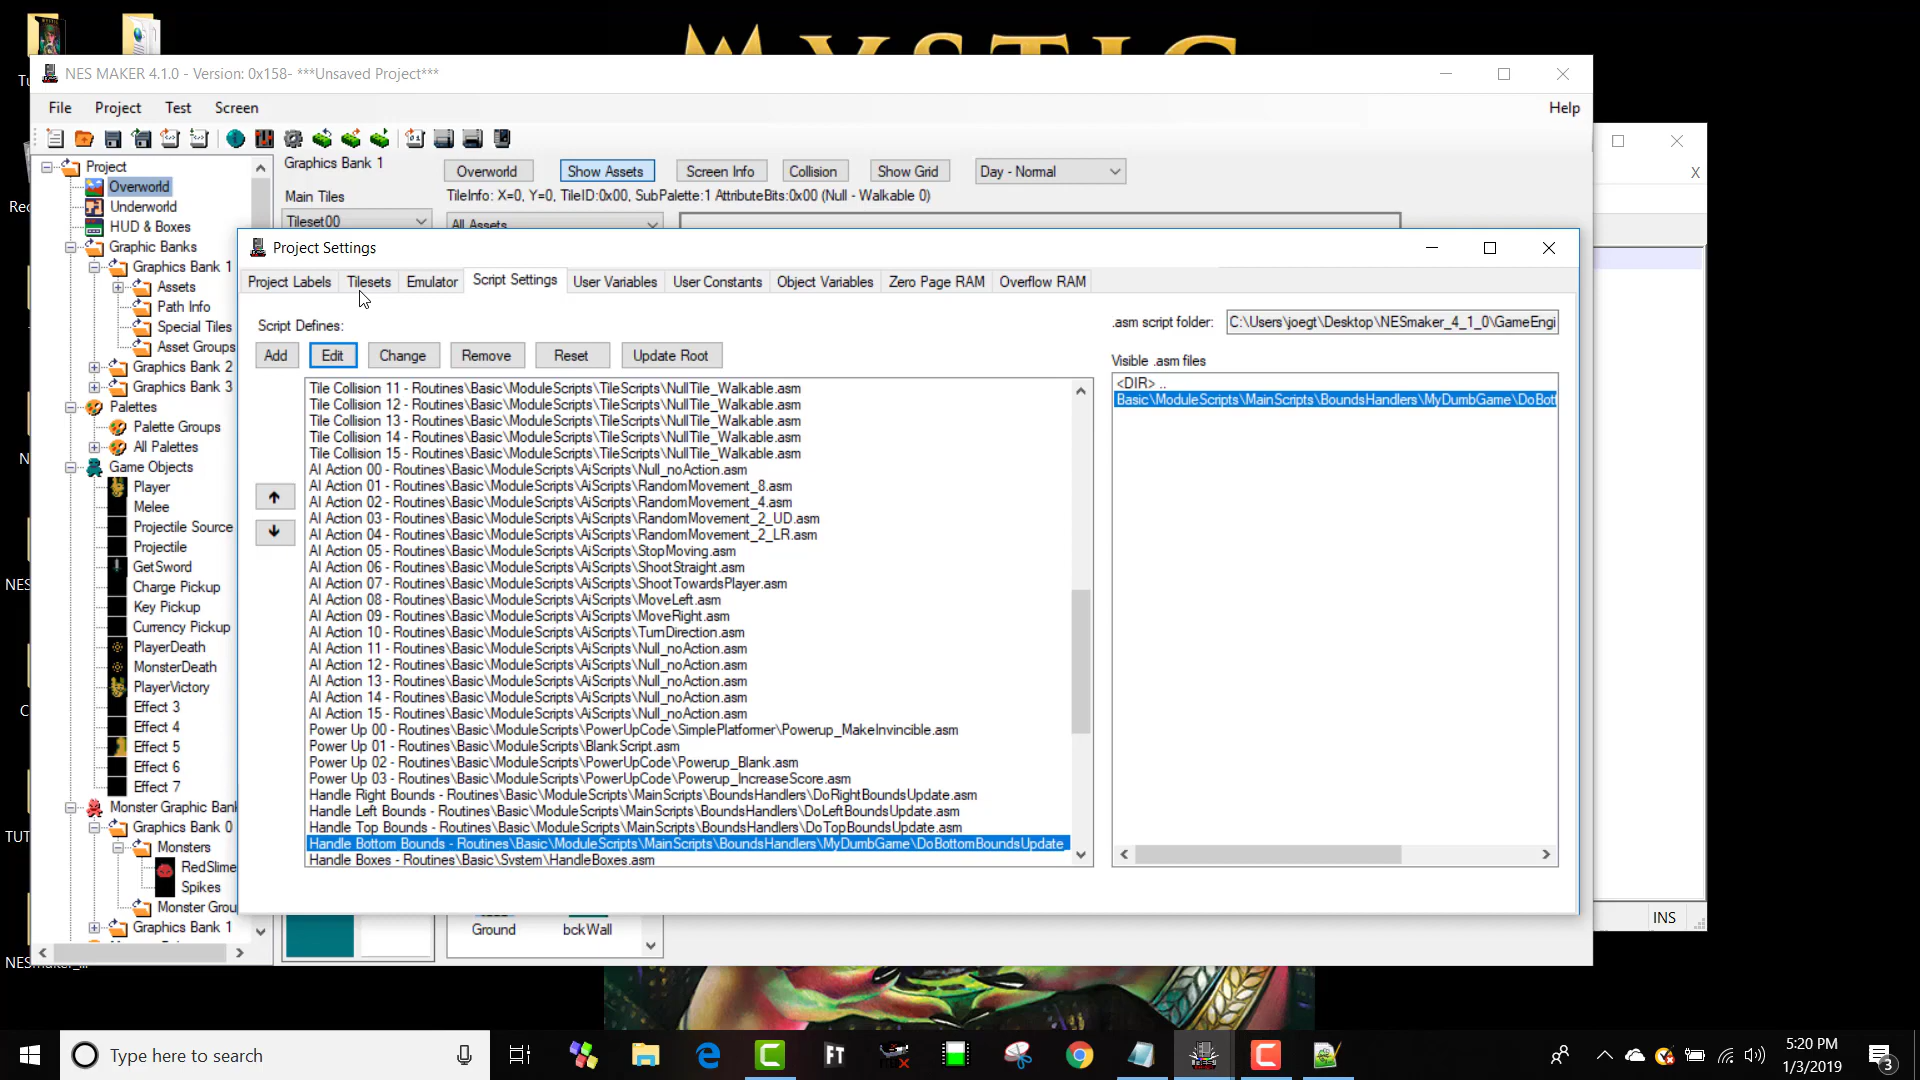 MYSTIC
NES MAKER 4.1.0 - Version: 0x158- ***Unsaved Project***
File Project Test Screen Help
Project
Overworld
Underworld
HUD & Boxes
Graphic Banks
Graphics Bank 1
Assets
Path Info
Special Tiles
Asset Groups
Graphics Bank 2
Graphics Bank 3
Palettes
Palette Groups
All Palettes
Game Objects
Player
Melee
Projectile Source
Projectile
GetSword
Charge Pickup
Key Pickup
Currency Pickup
PlayerDeath
MonsterDeath
PlayerVictory
Effect 3
Effect 4
Effect 5
Effect 6
Effect 7
Monster Graphic Bank
Graphics Bank 0
Monsters
RedSlime
Spikes
Monster Grou
Graphics Bank 1
Graphics Bank 1
Main Tiles
Tileset00
Overworld Show Assets Screen Info Collision Show Grid Day - Normal
TileInfo: X=0, Y=0, TileID:0x00, SubPalette:1 AttributeBits:0x00 (Null - Walkable 0)
All Assets
Project Settings
Project Labels Tilesets Emulator Script Settings User Variables User Constants Object Variables Zero Page RAM Overflow RAM
Script Defines:
Add Edit Change Remove Reset Update Root
Tile Collision 11 - Routines\Basic\ModuleScripts\TileScripts\NullTile_Walkable.asm
Tile Collision 12 - Routines\Basic\ModuleScripts\TileScripts\NullTile_Walkable.asm
Tile Collision 13 - Routines\Basic\ModuleScripts\TileScripts\NullTile_Walkable.asm
Tile Collision 14 - Routines\Basic\ModuleScripts\TileScripts\NullTile_Walkable.asm
Tile Collision 15 - Routines\Basic\ModuleScripts\TileScripts\NullTile_Walkable.asm
AI Action 00 - Routines\Basic\ModuleScripts\AiScripts\Null_noAction.asm
AI Action 01 - Routines\Basic\ModuleScripts\AiScripts\RandomMovement_8.asm
AI Action 02 - Routines\Basic\ModuleScripts\AiScripts\RandomMovement_4.asm
AI Action 03 - Routines\Basic\ModuleScripts\AiScripts\RandomMovement_2_UD.asm
AI Action 04 - Routines\Basic\ModuleScripts\AiScripts\RandomMovement_2_LR.asm
AI Action 05 - Routines\Basic\ModuleScripts\AiScripts\StopMoving.asm
AI Action 06 - Routines\Basic\ModuleScripts\AiScripts\ShootStraight.asm
AI Action 07 - Routines\Basic\ModuleScripts\AiScripts\ShootTowardsPlayer.asm
AI Action 08 - Routines\Basic\ModuleScripts\AiScripts\MoveLeft.asm
AI Action 09 - Routines\Basic\ModuleScripts\AiScripts\MoveRight.asm
AI Action 10 - Routines\Basic\ModuleScripts\AiScripts\TurnDirection.asm
AI Action 11 - Routines\Basic\ModuleScripts\AiScripts\Null_noAction.asm
AI Action 12 - Routines\Basic\ModuleScripts\AiScripts\Null_noAction.asm
AI Action 13 - Routines\Basic\ModuleScripts\AiScripts\Null_noAction.asm
AI Action 14 - Routines\Basic\ModuleScripts\AiScripts\Null_noAction.asm
AI Action 15 - Routines\Basic\ModuleScripts\AiScripts\Null_noAction.asm
Power Up 00 - Routines\Basic\ModuleScripts\PowerUpCode\SimplePlatformer\Powerup_MakeInvincible.asm
Power Up 01 - Routines\Basic\ModuleScripts\BlankScript.asm
Power Up 02 - Routines\Basic\ModuleScripts\PowerUpCode\Powerup_Blank.asm
Power Up 03 - Routines\Basic\ModuleScripts\PowerUpCode\Powerup_IncreaseScore.asm
Handle Right Bounds - Routines\Basic\ModuleScripts\MainScripts\BoundsHandlers\DoRightBoundsUpdate.asm
Handle Left Bounds - Routines\Basic\ModuleScripts\MainScripts\BoundsHandlers\DoLeftBoundsUpdate.asm
Handle Top Bounds - Routines\Basic\ModuleScripts\MainScripts\BoundsHandlers\DoTopBoundsUpdate.asm
Handle Bottom Bounds - Routines\Basic\ModuleScripts\MainScripts\BoundsHandlers\MyDumbGame\DoBottomBoundsUpdate
Handle Boxes - Routines\Basic\System\HandleBoxes.asm
.asm script folder: C:\Users\joegt\Desktop\NESmaker_4_1_0\GameEngi
Visible .asm files
<DIR> ..
Basic\ModuleScripts\MainScripts\BoundsHandlers\MyDumbGame\DoBott
Ground bckWall
X
INS
Type here to search
FT
5:20 PM
1/3/2019
3